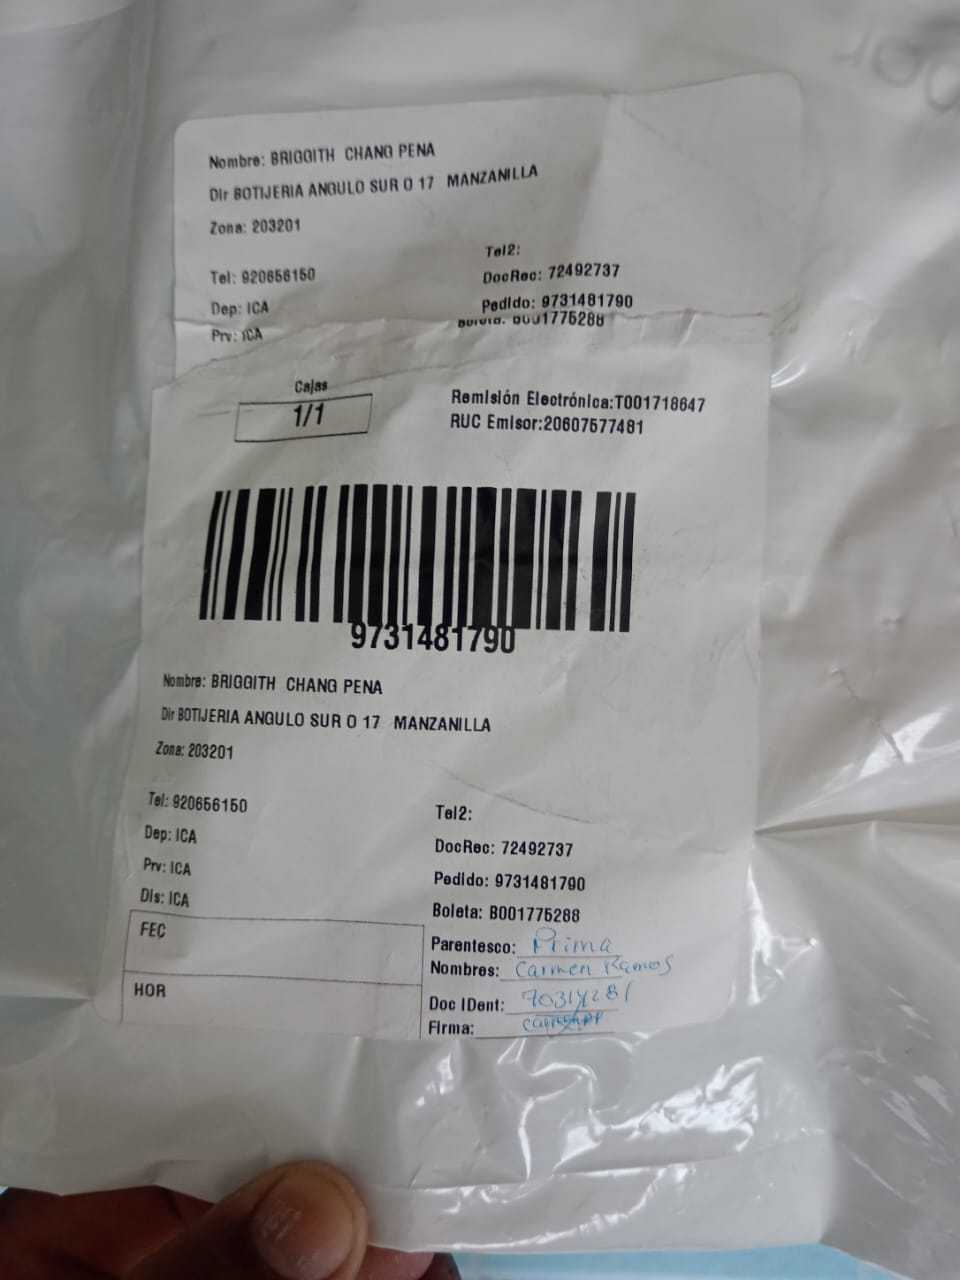 Nombre: BRIGGITH CHANG PENA
Dir BOTIJERIA ANGULO SUR O 17 MANZANILLA
Zona: 203201
Tel2:
Tel: 920656150
DocRec: 72492737
Dep: ICA
Pedido: 9731481790
Boleta: B001775288
Prv: ICA
Cajas
1/1
Remisión Electrónica:T001718647
RUC Emisor:20607577481
9731481790
Nombre: BRIGGITH CHANG PENA
Dir BOTIJERIA ANGULO SUR O 17 MANZANILLA
Zona: 203201
Tel: 920656150
Tel2:
Dep: ICA
DocRec: 72492737
Prv: ICA
Pedido: 9731481790
Dis: ICA
Boleta: B001775288
FEC
Parentesco: Prima
Nombres: Carmen Ramos
HOR
Doc IDent:
Firma: